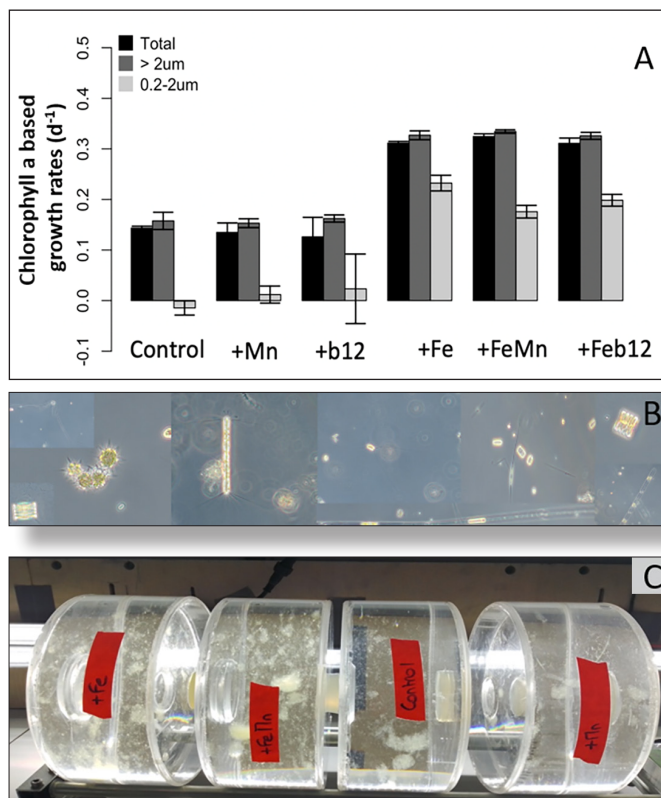 A
Total
> 2um
0.2-2um
Chlorophyll a based
growth rates (d⁻¹)
0.5
0.4
0.3
0.2
0.1
0.0
-0.1
Control
+Mn
+b12
+Fe
+FeMn
+Feb12
B
C
+Fe
+FeMn
Control
+Mn